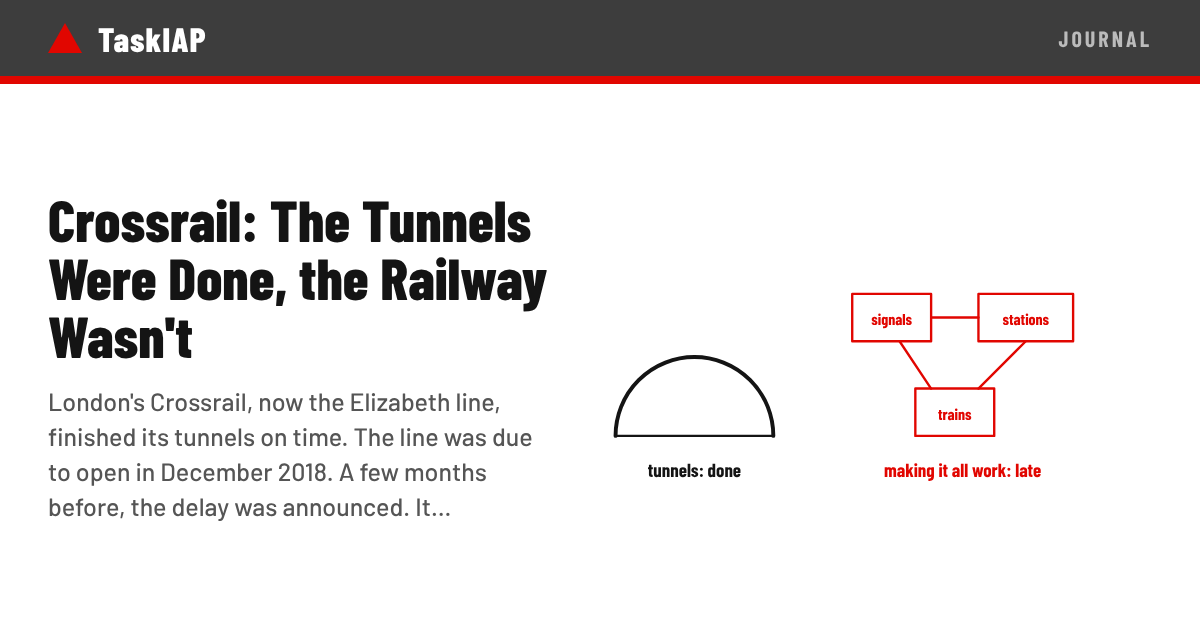 TaskIAP
JOURNAL
Crossrail: The Tunnels
Were Done, the Railway
Wasn't
London's Crossrail, now the Elizabeth line,
finished its tunnels on time. The line was due
to open in December 2018. A few months
before, the delay was announced. It...
signals
stations
trains
tunnels: done
making it all work: late